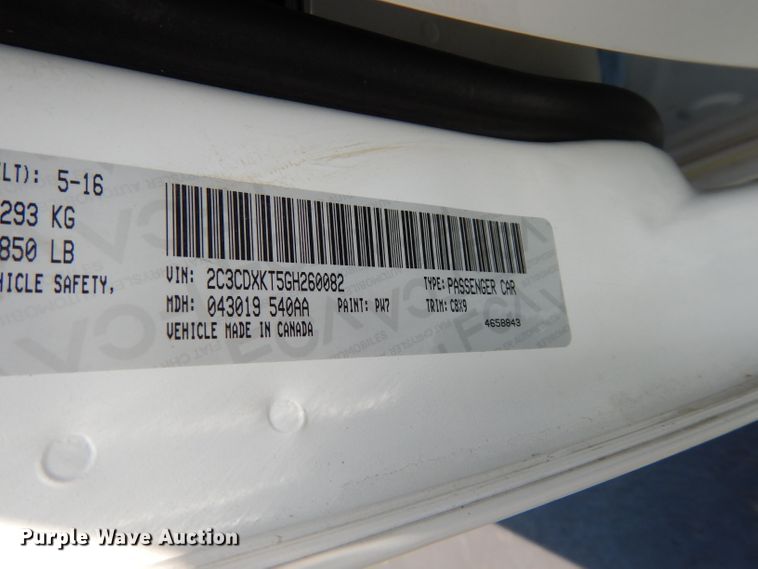 LT): 5-16
293 KG
850 LB
HICLE SAFETY,
VIN: 2C3CDXKT5GH260082
TYPE: PASSENGER CAR
MDH: 043019 540AA
PAINT: PW7
TRIM: CBX9
VEHICLE MADE IN CANADA
4658843
Purple Wave Auction